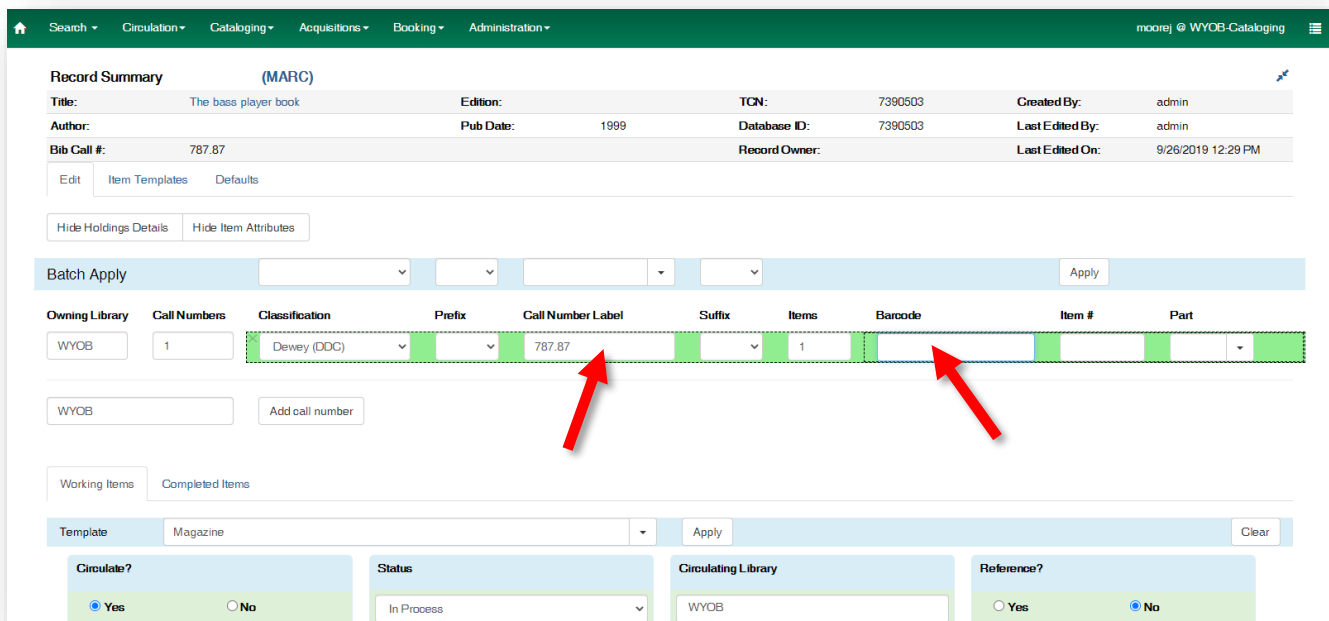 Search Circulation Cataloging Acquisitions Booking Administration moorej @ WYOB-Cataloging
Record Summary (MARC)
Title: The bass player book Edition: TCN: 7390503 Created By: admin
Author: Pub Date: 1999 Database ID: 7390503 Last Edited By: admin
Bib Call #: 787.87 Record Owner: Last Edited On: 9/26/2019 12:29 PM
Edit Item Templates Defaults
Hide Holdings Details Hide Item Attributes
Batch Apply Apply
Owning Library Call Numbers Classification Prefix Call Number Label Suffix Items Barcode Item # Part
WYOB 1 Dewey (DDC) 787.87 1
WYOB Add call number
Working Items Completed Items
Template Magazine Apply Clear
Circulate? Status Circulating Library Reference?
Yes No In Process WYOB Yes No